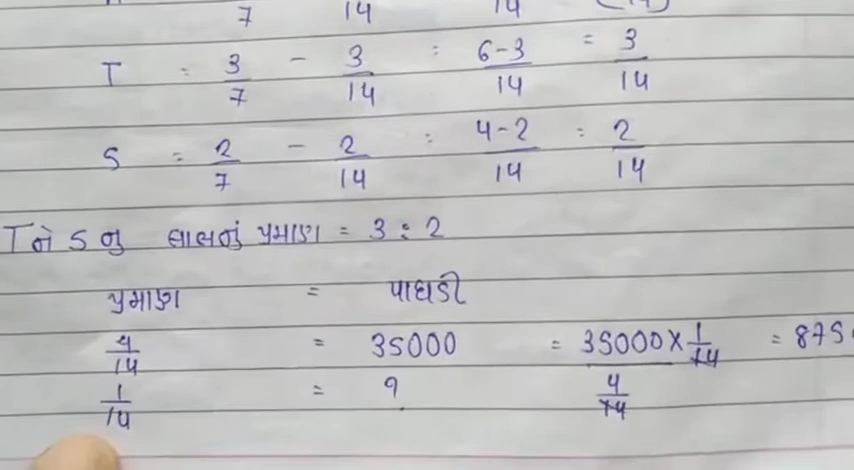 7 14 14 (14)
T = 3/7 - 3/14 = 6-3/14 = 3/14
S = 2/7 - 2/14 = 4-2/14 = 2/14
T ને S નુ લાભનું પ્રમાણ = 3 : 2
પ્રમાણ = પાઘડી
4/14 = 35000 = 35000 × 1/14 = 875
1/14 = ? 4/14